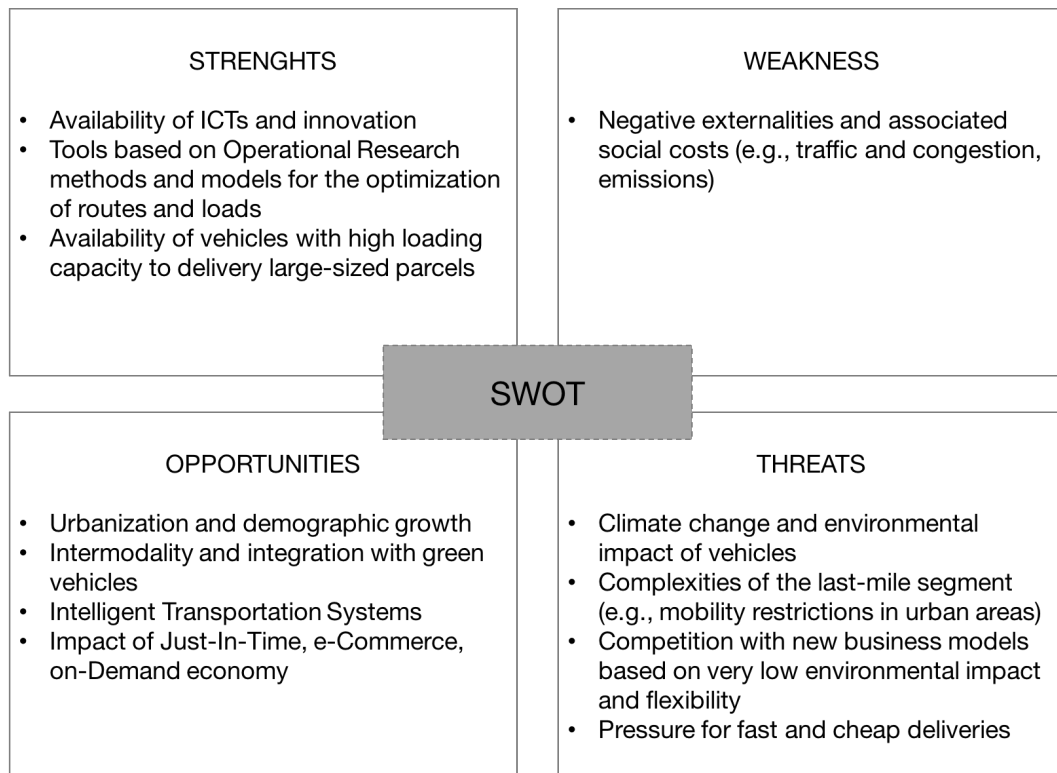 STRENGHTS
• Availability of ICTs and innovation
• Tools based on Operational Research
methods and models for the optimization
of routes and loads
• Availability of vehicles with high loading
capacity to delivery large-sized parcels
WEAKNESS
• Negative externalities and associated
social costs (e.g., traffic and congestion,
emissions)
SWOT
OPPORTUNITIES
• Urbanization and demographic growth
• Intermodality and integration with green
vehicles
• Intelligent Transportation Systems
• Impact of Just-In-Time, e-Commerce,
on-Demand economy
THREATS
• Climate change and environmental
impact of vehicles
• Complexities of the last-mile segment
(e.g., mobility restrictions in urban areas)
• Competition with new business models
based on very low environmental impact
and flexibility
• Pressure for fast and cheap deliveries